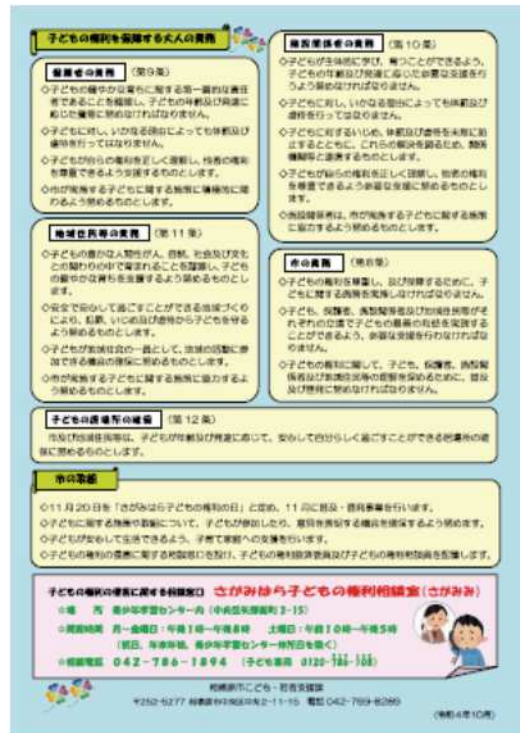 子どもの権利を保障する大人の責務
保護者の責務 (第9条)
◇子どもの健やかな育ちに関する第一義的な責任
者であることを認識し、子どもの年齢及び発達に
応じた養育に努めなければなりません。
◇子どもに対し、いかなる理由によっても体罰及び
虐待を行ってはなりません。
◇子どもが自らの権利を正しく理解し、他者の権利
を尊重できるよう支援するものとします。
◇市が実施する子どもに関する施策に積極的に関
わるよう努めるものとします。
地域住民等の責務 (第11条)
◇子どもの豊かな人間性が、自然、社会及び文化
との関わりの中で育まれることを認識し、子ども
の健やかな育ちを支援するよう努めるものとし
ます。
◇安全で安心して過ごすことができる地域づくり
により、犯罪、いじめ及び虐待から子どもを守る
よう努めるものとします。
◇子どもが地域社会の一員として、地域の活動に参
加できる機会の確保に努めるものとします。
◇市が実施する子どもに関する施策に協力するよ
う努めるものとします。
施設関係者の責務 (第10条)
◇子どもが主体的に学び、育つことができるよう、
子どもの年齢及び発達に応じた必要な支援を行
うよう努めなければなりません。
◇子どもに対し、いかなる理由によっても体罰及び
虐待を行ってはなりません。
◇子どもに対するいじめ、体罰及び虐待を未然に防
止するとともに、これらの解決を図るため、関係
機関等と連携するものとします。
◇子どもが自らの権利を正しく理解し、他者の権利
を尊重できるよう必要な支援に努めるものとし
ます。
◇施設関係者は、市が実施する子どもに関する施策
に協力するよう努めるものとします。
市の責務 (第8条)
◇子どもの権利を尊重し、及び保障するために、子
どもに関する施策を実施しなければなりません。
◇子ども、保護者、施設関係者及び地域住民等がそ
れぞれの立場で子どもの最善の利益を実現する
ことができるよう、必要な支援を行わなければな
りません。
◇子どもの権利に関して、子ども、保護者、施設関
係者及び地域住民等の理解を深めるために、普及
及び啓発に努めなければなりません。
子どもの居場所の確保 (第12条)
市及び地域住民等は、子どもが年齢及び発達に応じて、安心して自分らしく過ごすことができる居場所の確
保に努めるものとします。
市の取組
◇11月20日を「さがみはら子どもの権利の日」と定め、11月に普及・啓発事業を行います。
◇子どもに関する施策や取組について、子どもが参加したり、意見を表明する機会を確保するよう努めます。
◇子どもが安心して生活できるよう、子育て家庭への支援を行います。
◇子どもの権利の侵害に関する相談窓口を設け、子どもの権利救済委員及び子どもの権利相談員を配置します。
子どもの権利の侵害に関する相談窓口 さがみはら子どもの権利相談室(さがみみ)
☆場 所 青少年学習センター内(中央区矢部新町3-15)
☆開設時間 月~金曜日:午後1時~午後8時 土曜日:午前10時~午後5時
(祝日、年末年始、青少年学習センター休所日を除く)
☆相談電話 042-786-1894 (子ども専用 0120-786-108)
相模原市こども・若者支援課
〒252-5277 相模原市中央区中央2-11-15 電話042-769-8289
(令和4年10月)